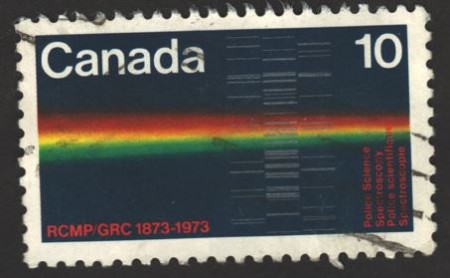 Canada 10
RCMP/GRC 1873-1973
Police Science
Spectroscopy
Police scientifique
Spectroscopie